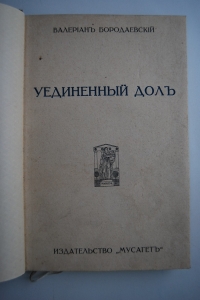 ВАЛЕРІАНЪ БОРОДАЕВСКІЙ
УЕДИНЕННЫЙ ДОЛЪ
ИЗДАТЕЛЬСТВО „МУСАГЕТЪ"